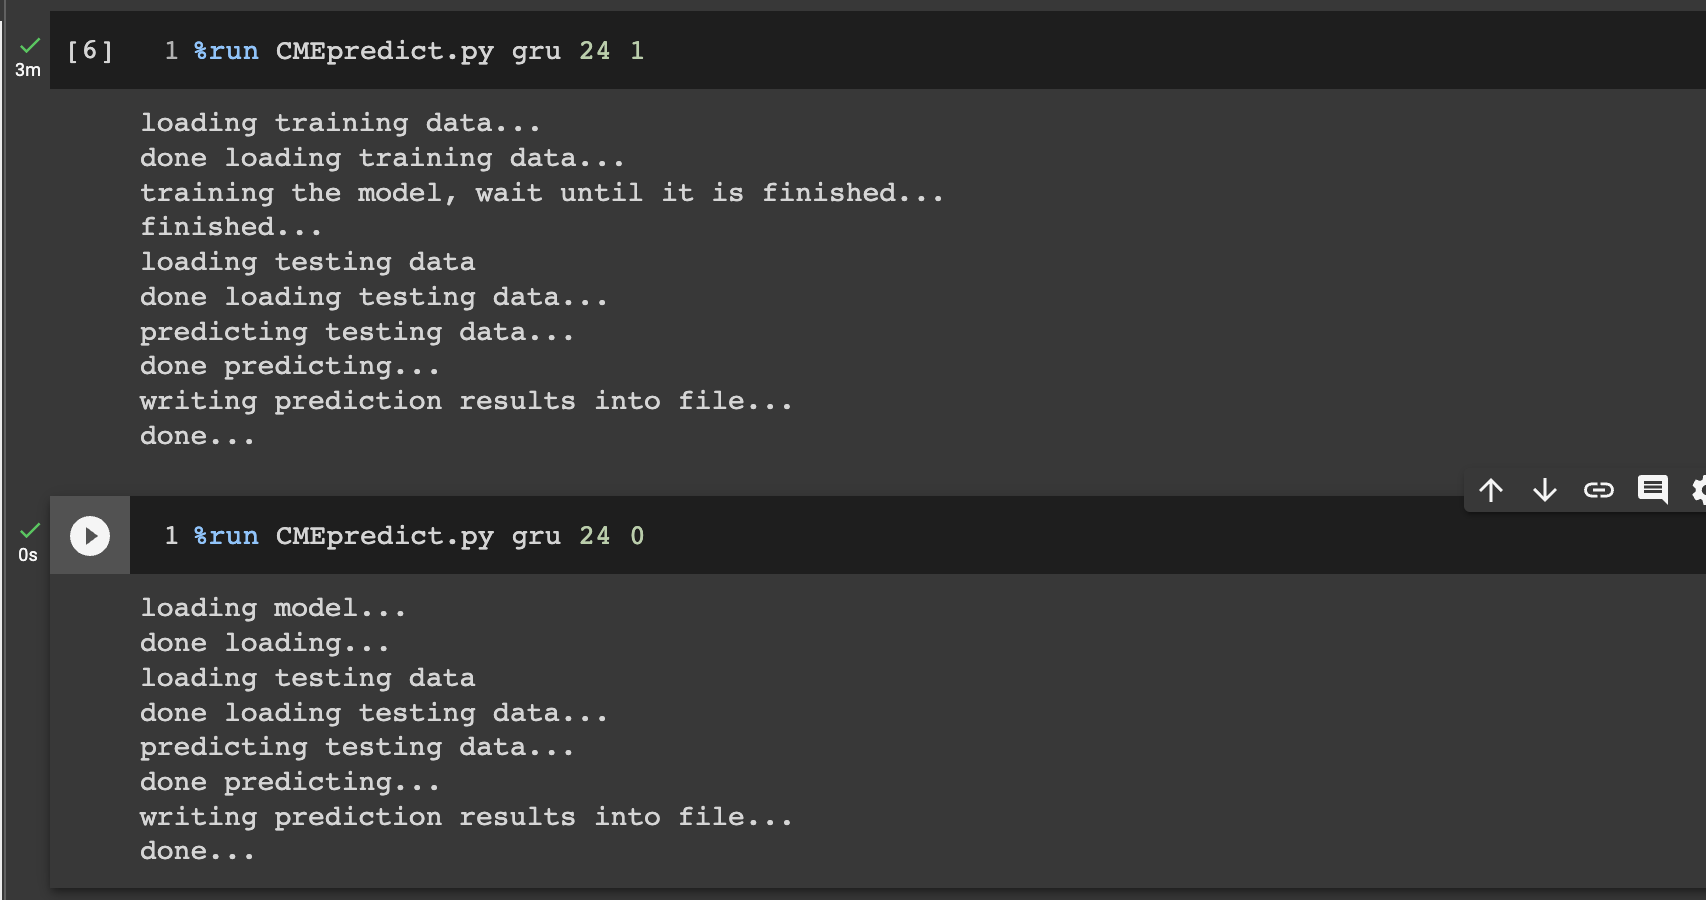 3m
[6]
1 %run CMEpredict.py gru 24 1
loading training data...
done loading training data...
training the model, wait until it is finished...
finished...
loading testing data
done loading testing data...
predicting testing data...
done predicting...
writing prediction results into file...
done...
0s
1 %run CMEpredict.py gru 24 0
loading model...
done loading...
loading testing data
done loading testing data...
predicting testing data...
done predicting...
writing prediction results into file...
done...